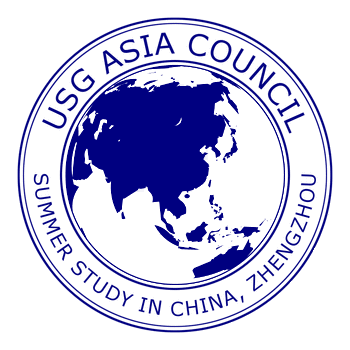 USG ASIA COUNCIL
SUMMER STUDY IN CHINA, ZHENGZHOU